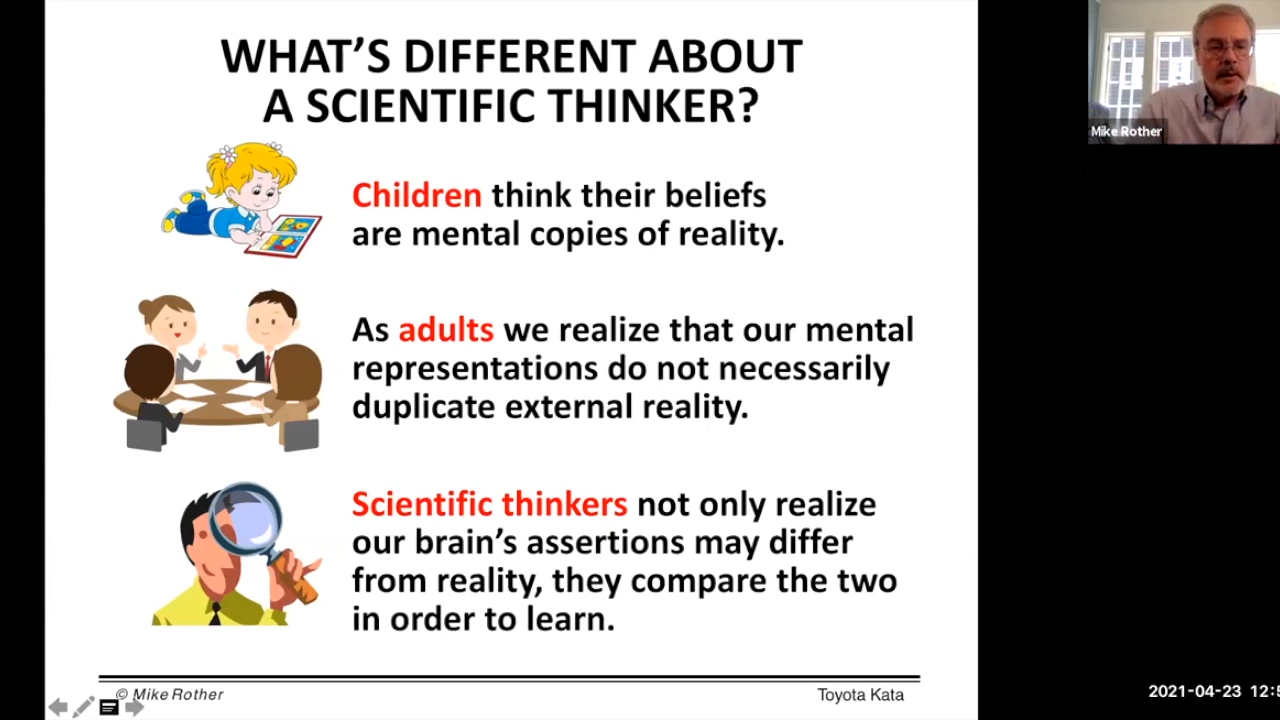 WHAT'S DIFFERENT ABOUT
A SCIENTIFIC THINKER?
Children think their beliefs
are mental copies of reality.
As adults we realize that our mental
representations do not necessarily
duplicate external reality.
Scientific thinkers not only realize
our brain's assertions may differ
from reality, they compare the two
in order to learn.
© Mike Rother
Toyota Kata
Mike Rother
2021-04-23 12:5